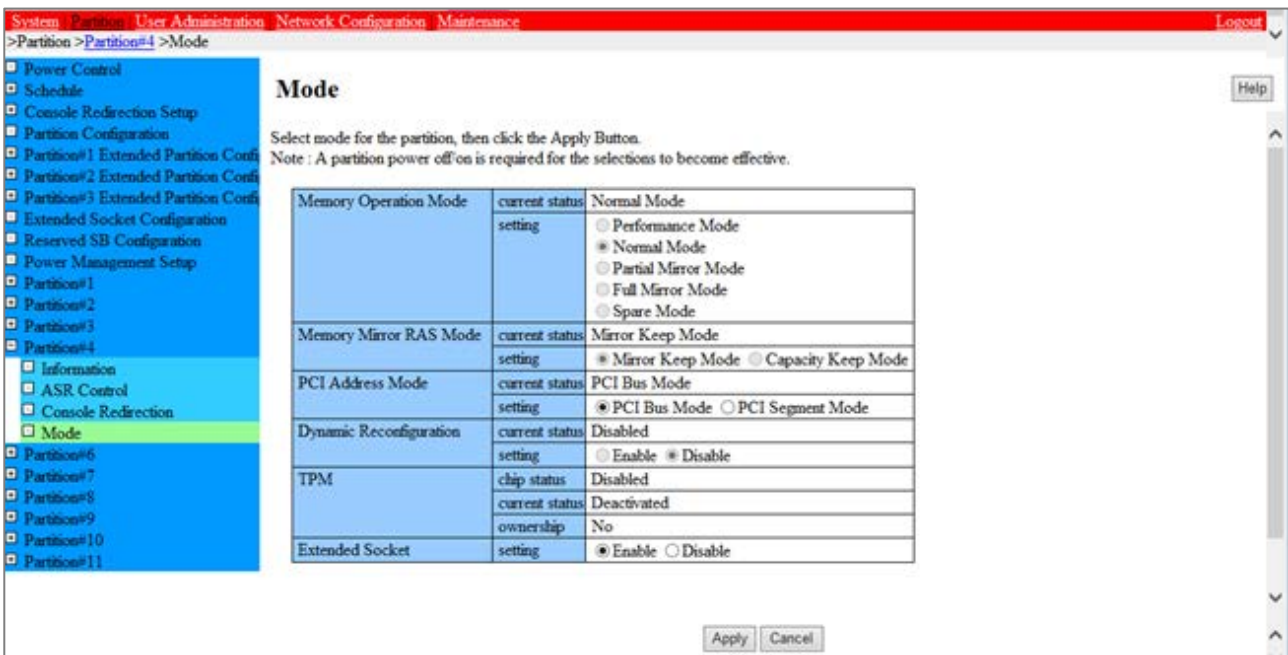 System Partition User Administration Network Configuration Maintenance Logout
>Partition >Partition#4 >Mode
Power Control
Schedule
Console Redirection Setup
Partition Configuration
Partition#1 Extended Partition Confi
Partition#2 Extended Partition Confi
Partition#3 Extended Partition Confi
Extended Socket Configuration
Reserved SB Configuration
Power Management Setup
Partition#1
Partition#2
Partition#3
Partition#4
Information
ASR Control
Console Redirection
Mode
Partition#6
Partition#7
Partition#8
Partition#9
Partition#10
Partition#11
Mode
Help
Select mode for the partition, then click the Apply Button.
Note : A partition power off/on is required for the selections to become effective.
Memory Operation Mode current status Normal Mode
setting Performance Mode
Normal Mode
Partial Mirror Mode
Full Mirror Mode
Spare Mode
Memory Mirror RAS Mode current status Mirror Keep Mode
setting Mirror Keep Mode Capacity Keep Mode
PCI Address Mode current status PCI Bus Mode
setting PCI Bus Mode PCI Segment Mode
Dynamic Reconfiguration current status Disabled
setting Enable Disable
TPM chip status Disabled
current status Deactivated
ownership No
Extended Socket setting Enable Disable
Apply Cancel